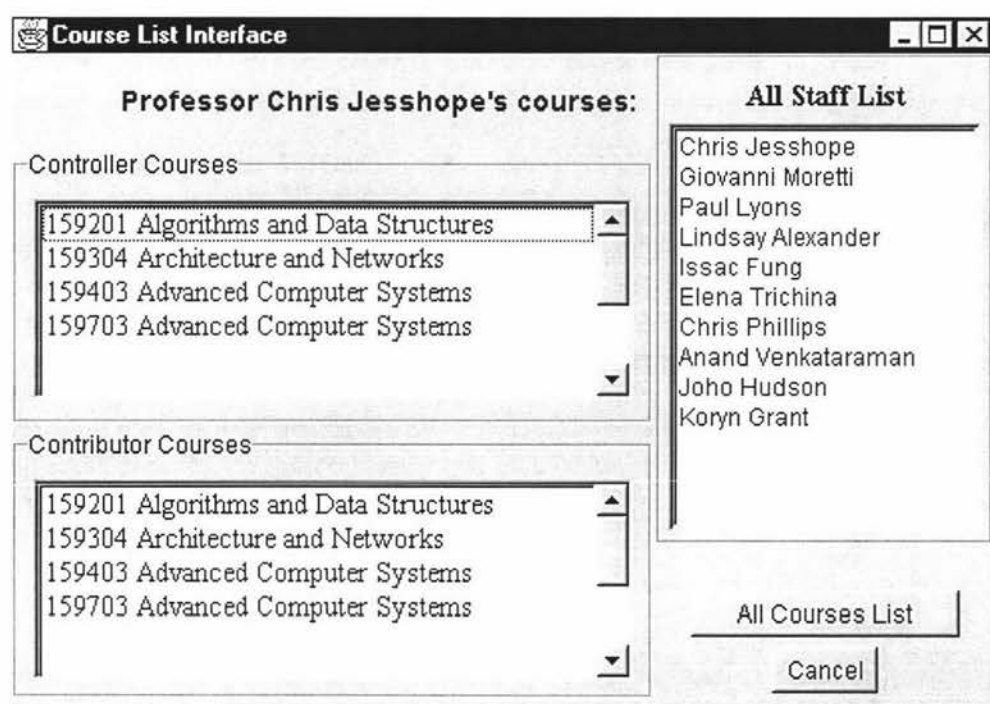 Course List Interface
Professor Chris Jesshope's courses:
Controller Courses
159201 Algorithms and Data Structures
159304 Architecture and Networks
159403 Advanced Computer Systems
159703 Advanced Computer Systems
Contributor Courses
159201 Algorithms and Data Structures
159304 Architecture and Networks
159403 Advanced Computer Systems
159703 Advanced Computer Systems
All Staff List
Chris Jesshope
Giovanni Moretti
Paul Lyons
Lindsay Alexander
Issac Fung
Elena Trichina
Chris Phillips
Anand Venkataraman
Joho Hudson
Koryn Grant
All Courses List
Cancel